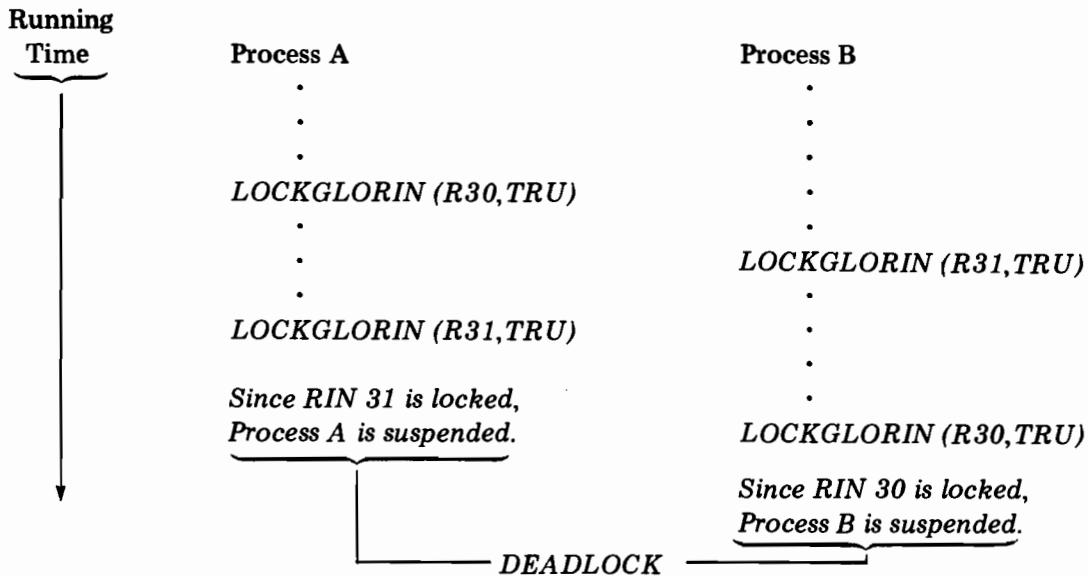 Running
Time
Process A
Process B
LOCKGLORIN (R30,TRU)
LOCKGLORIN (R31,TRU)
LOCKGLORIN (R31,TRU)
Since RIN 31 is locked,
Process A is suspended.
LOCKGLORIN (R30,TRU)
Since RIN 30 is locked,
Process B is suspended.
DEADLOCK